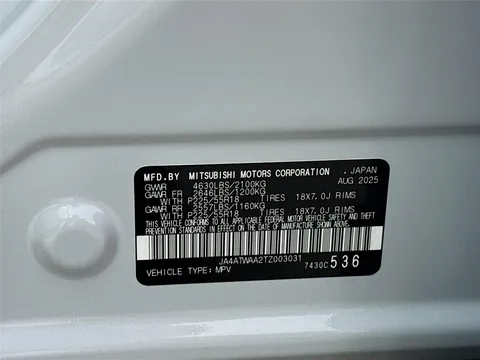 MFD.BY MITSUBISHI MOTORS CORPORATION , JAPAN
GVWR 4630LBS/2100KG AUG 2025
GAWR FR 2646LBS/1200KG
WITH P225/55R18 TIRES 18X7.0J RIMS
GAWR RR 2557LBS/1160KG
WITH P225/55R18 TIRES 18X7.0J RIMS
THIS VEHICLE CONFORMS TO ALL APPLICABLE FEDERAL MOTOR VEHICLE SAFETY AND THEFT
PREVENTION STANDARDS IN EFFECT ON THE DATE OF MANUFACTURE SHOWN ABOVE.
JA4ATWAA2TZ003031
VEHICLE TYPE: MPV 7430C 536